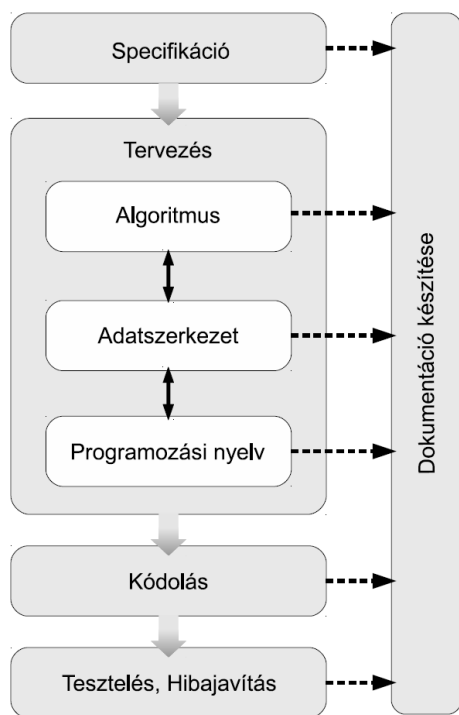 Specifikáció
Tervezés
Algoritmus
Adatszerkezet
Programozási nyelv
Kódolás
Tesztelés, Hibajavítás
Dokumentáció készítése